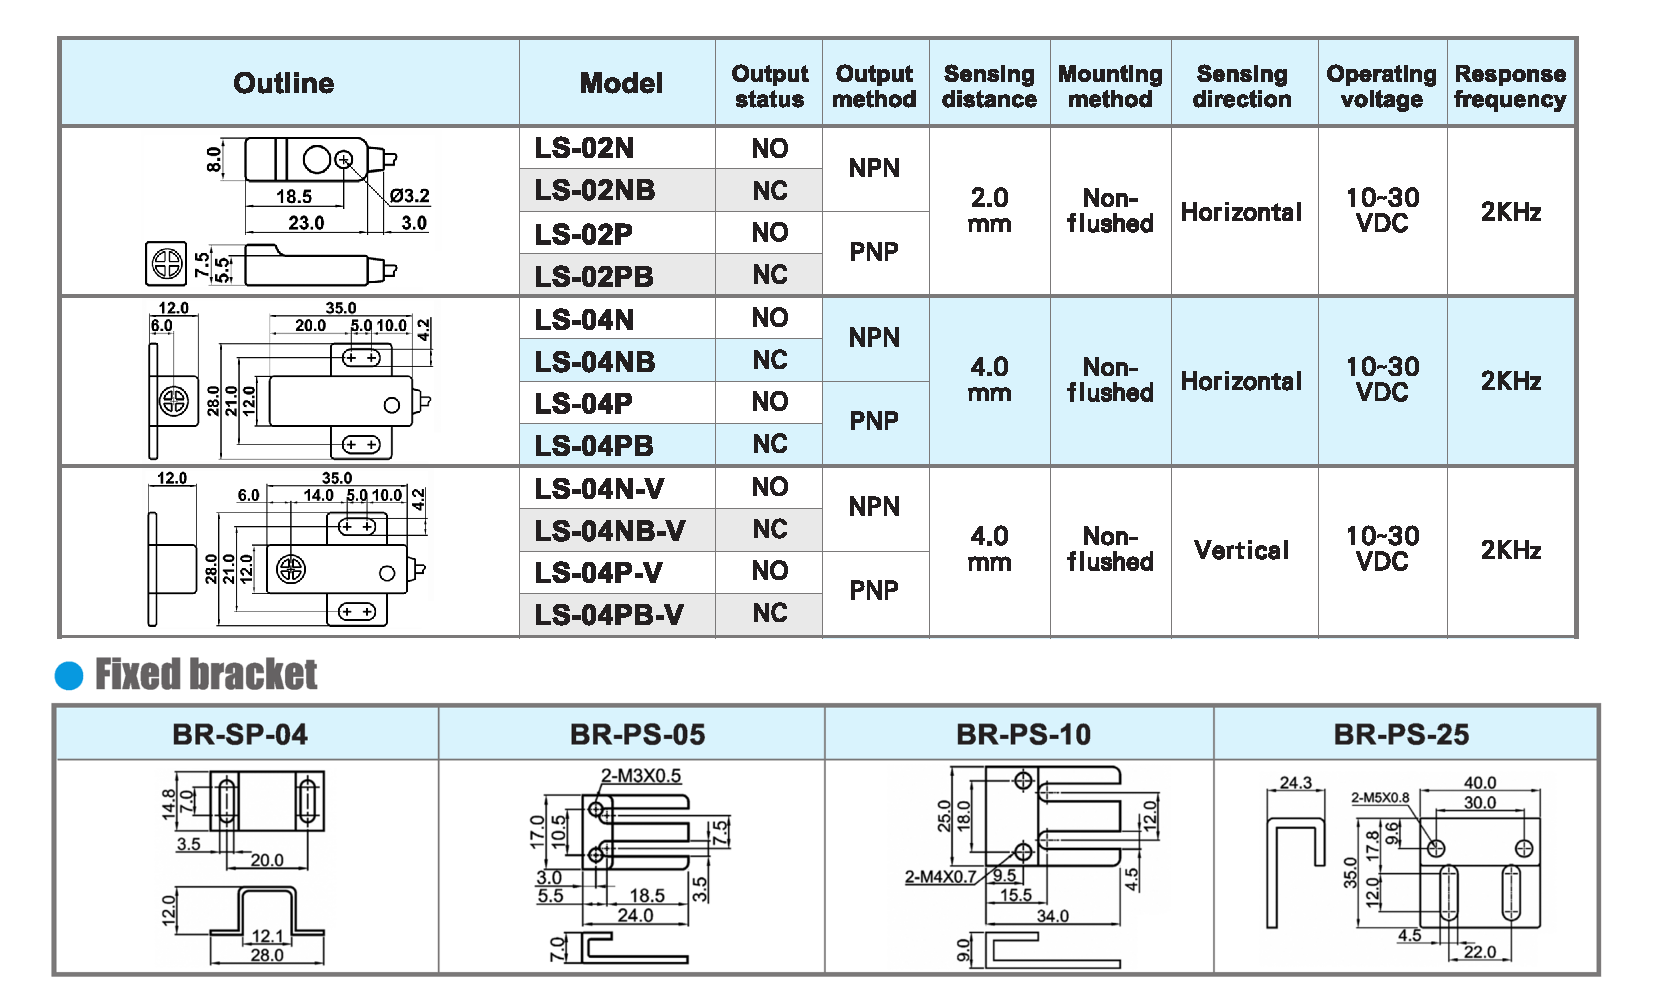 Outline Model Output status Output method Sensing distance Mounting method Sensing direction Operating voltage Response frequency
8.0
18.5 Ø3.2
23.0 3.0
7.5 5.5
LS-02N NO NPN
LS-02NB NC
LS-02P NO PNP
LS-02PB NC
2.0 mm Non-flushed Horizontal 10~30 VDC 2KHz
12.0 35.0
6.0 20.0 5.0 10.0 4.2
28.0 21.0 12.0
LS-04N NO NPN
LS-04NB NC
LS-04P NO PNP
LS-04PB NC
4.0 mm Non-flushed Horizontal 10~30 VDC 2KHz
12.0 35.0
6.0 14.0 5.0 10.0 4.2
28.0 21.0 12.0
LS-04N-V NO NPN
LS-04NB-V NC
LS-04P-V NO PNP
LS-04PB-V NC
4.0 mm Non-flushed Vertical 10~30 VDC 2KHz
Fixed bracket
BR-SP-04 BR-PS-05 BR-PS-10 BR-PS-25
14.8 7.0
3.5
20.0
12.0
12.1
28.0
2-M3X0.5
17.0 10.5 7.5
3.0
5.5 18.5 3.5
24.0
7.0
25.0 18.0 12.0
2-M4X0.7 9.5 4.5
15.5
34.0
9.0
24.3 40.0
2-M5X0.8 30.0
9.6
35.0 17.8
12.0
4.5
22.0